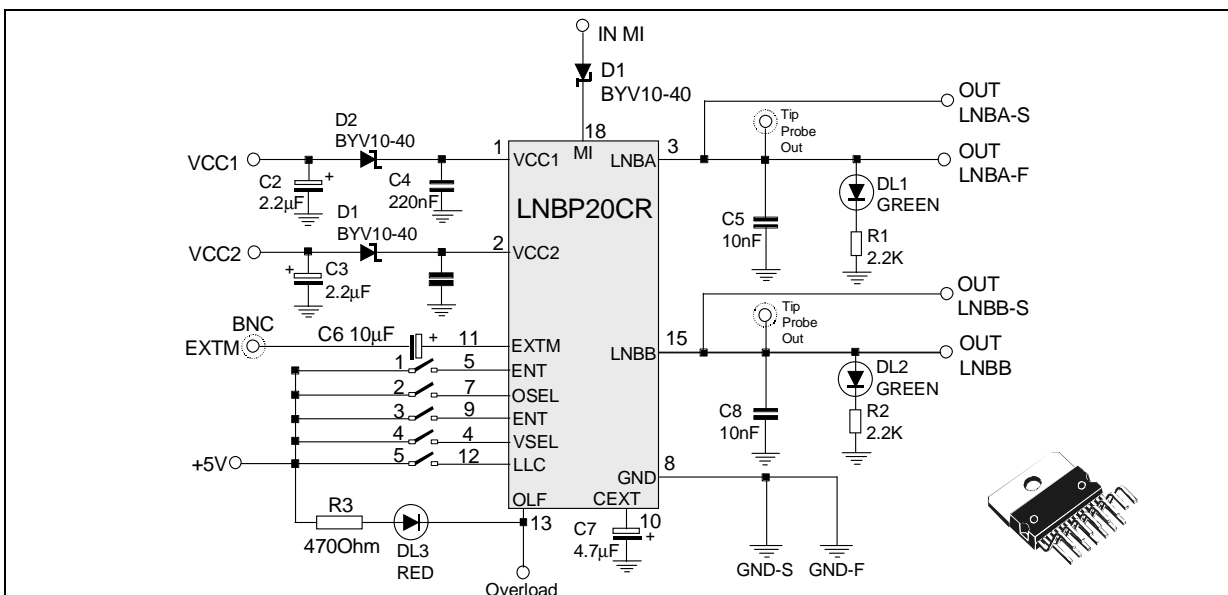 IN MI
D1
BYV10-40
18
MI
D2
BYV10-40
VCC1
C2
2.2µF
+
C4
220nF
1
VCC1
LNBP20CR
LNBA
3
Tip
Probe
Out
OUT
LNBA-S
OUT
LNBA-F
C5
10nF
DL1
GREEN
R1
2.2K
D1
BYV10-40
VCC2
+
C3
2.2µF
2
VCC2
BNC
EXTM
C6 10µF
+
11
EXTM
1
5
ENT
2
7
OSEL
3
9
ENT
4
4
VSEL
5
12
LLC
+5V
LNBB
15
Tip
Probe
Out
OUT
LNBB-S
OUT
LNBB
C8
10nF
DL2
GREEN
R2
2.2K
GND
8
GND-S
GND-F
OLF
13
CEXT
10
C7
4.7µF
+
R3
470Ohm
DL3
RED
Overload